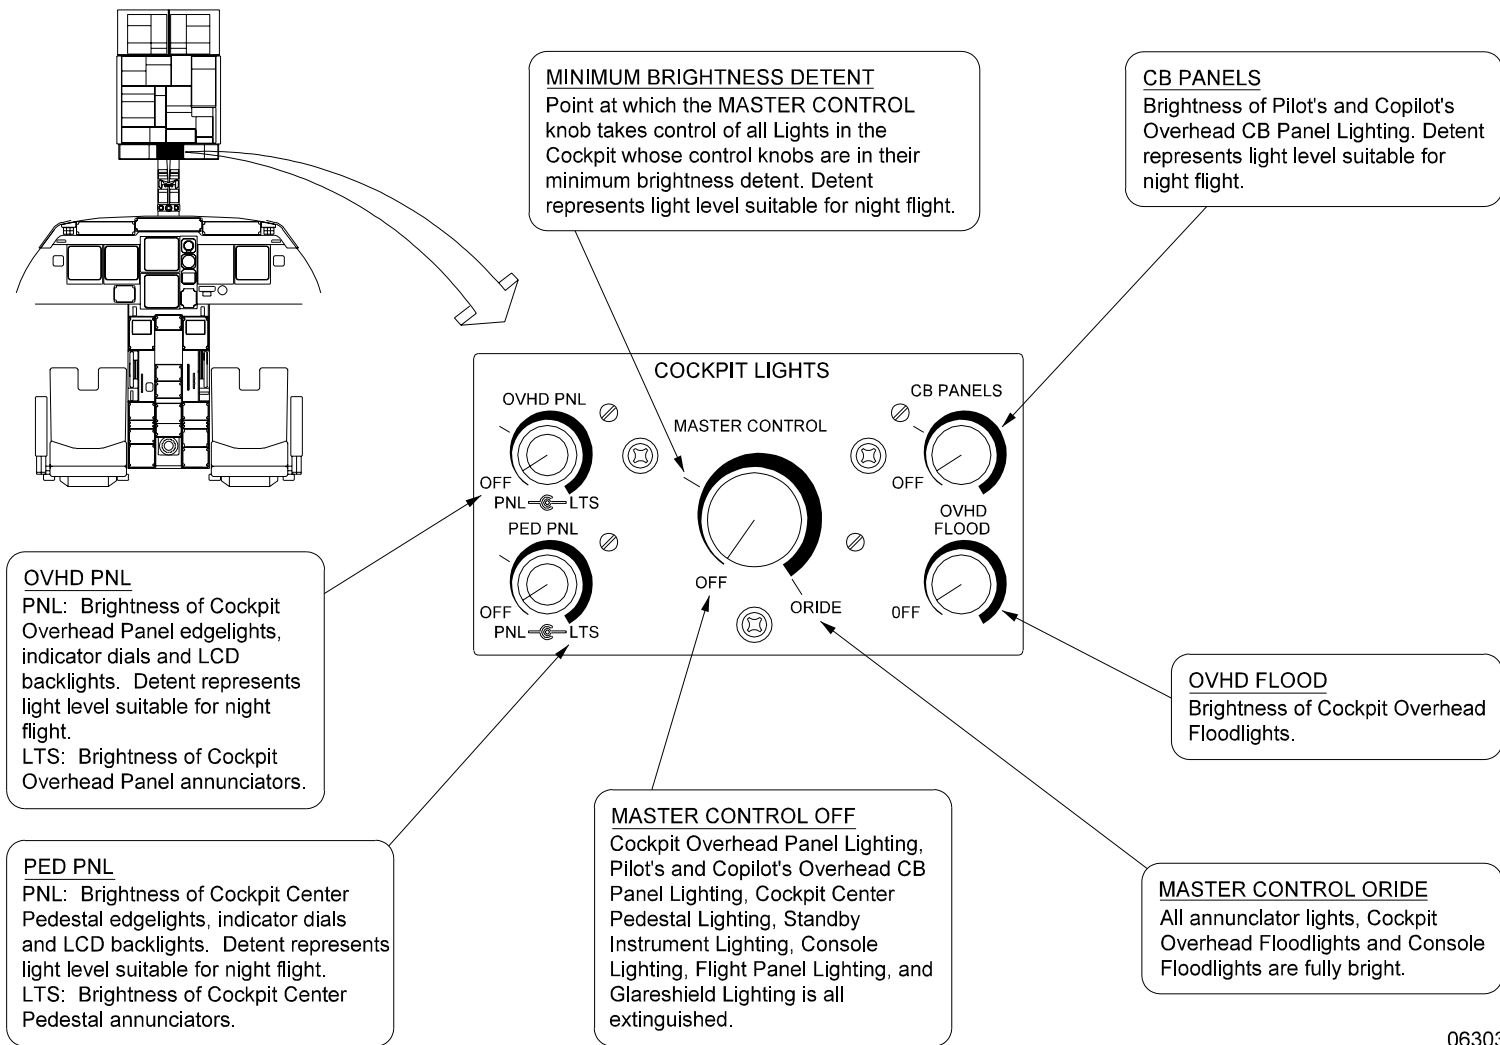 MINIMUM BRIGHTNESS DETENT
Point at which the MASTER CONTROL
knob takes control of all Lights in the
Cockpit whose control knobs are in their
minimum brightness detent. Detent
represents light level suitable for night flight.
CB PANELS
Brightness of Pilot's and Copilot's
Overhead CB Panel Lighting. Detent
represents light level suitable for
night flight.
COCKPIT LIGHTS
OVHD PNL
OFF
PNL LTS
PED PNL
OFF
PNL LTS
MASTER CONTROL
OFF
ORIDE
CB PANELS
OFF
OVHD
FLOOD
0FF
OVHD PNL
PNL: Brightness of Cockpit
Overhead Panel edgelights,
indicator dials and LCD
backlights. Detent represents
light level suitable for night
flight.
LTS: Brightness of Cockpit
Overhead Panel annunciators.
PED PNL
PNL: Brightness of Cockpit Center
Pedestal edgelights, indicator dials
and LCD backlights. Detent represents
light level suitable for night flight.
LTS: Brightness of Cockpit Center
Pedestal annunciators.
MASTER CONTROL OFF
Cockpit Overhead Panel Lighting,
Pilot's and Copilot's Overhead CB
Panel Lighting, Cockpit Center
Pedestal Lighting, Standby
Instrument Lighting, Console
Lighting, Flight Panel Lighting, and
Glareshield Lighting is all
extinguished.
OVHD FLOOD
Brightness of Cockpit Overhead
Floodlights.
MASTER CONTROL ORIDE
All annunclator lights, Cockpit
Overhead Floodlights and Console
Floodlights are fully bright.
06303